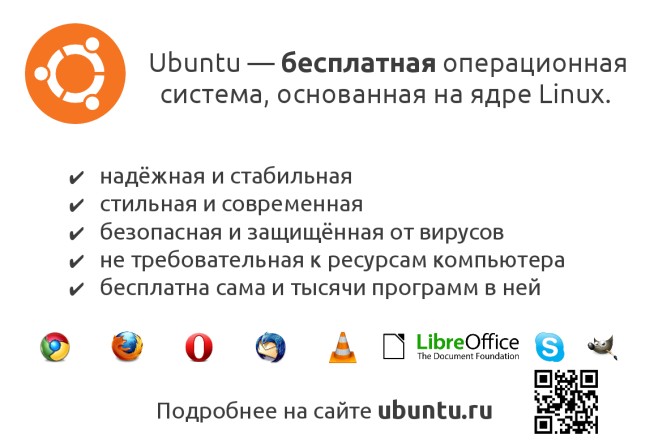 Ubuntu — бесплатная операционная
система, основанная на ядре Linux.
✔ надёжная и стабильная
✔ стильная и современная
✔ безопасная и защищённая от вирусов
✔ не требовательная к ресурсам компьютера
✔ бесплатна сама и тысячи программ в ней
LibreOffice
The Document Foundation
Подробнее на сайте ubuntu.ru